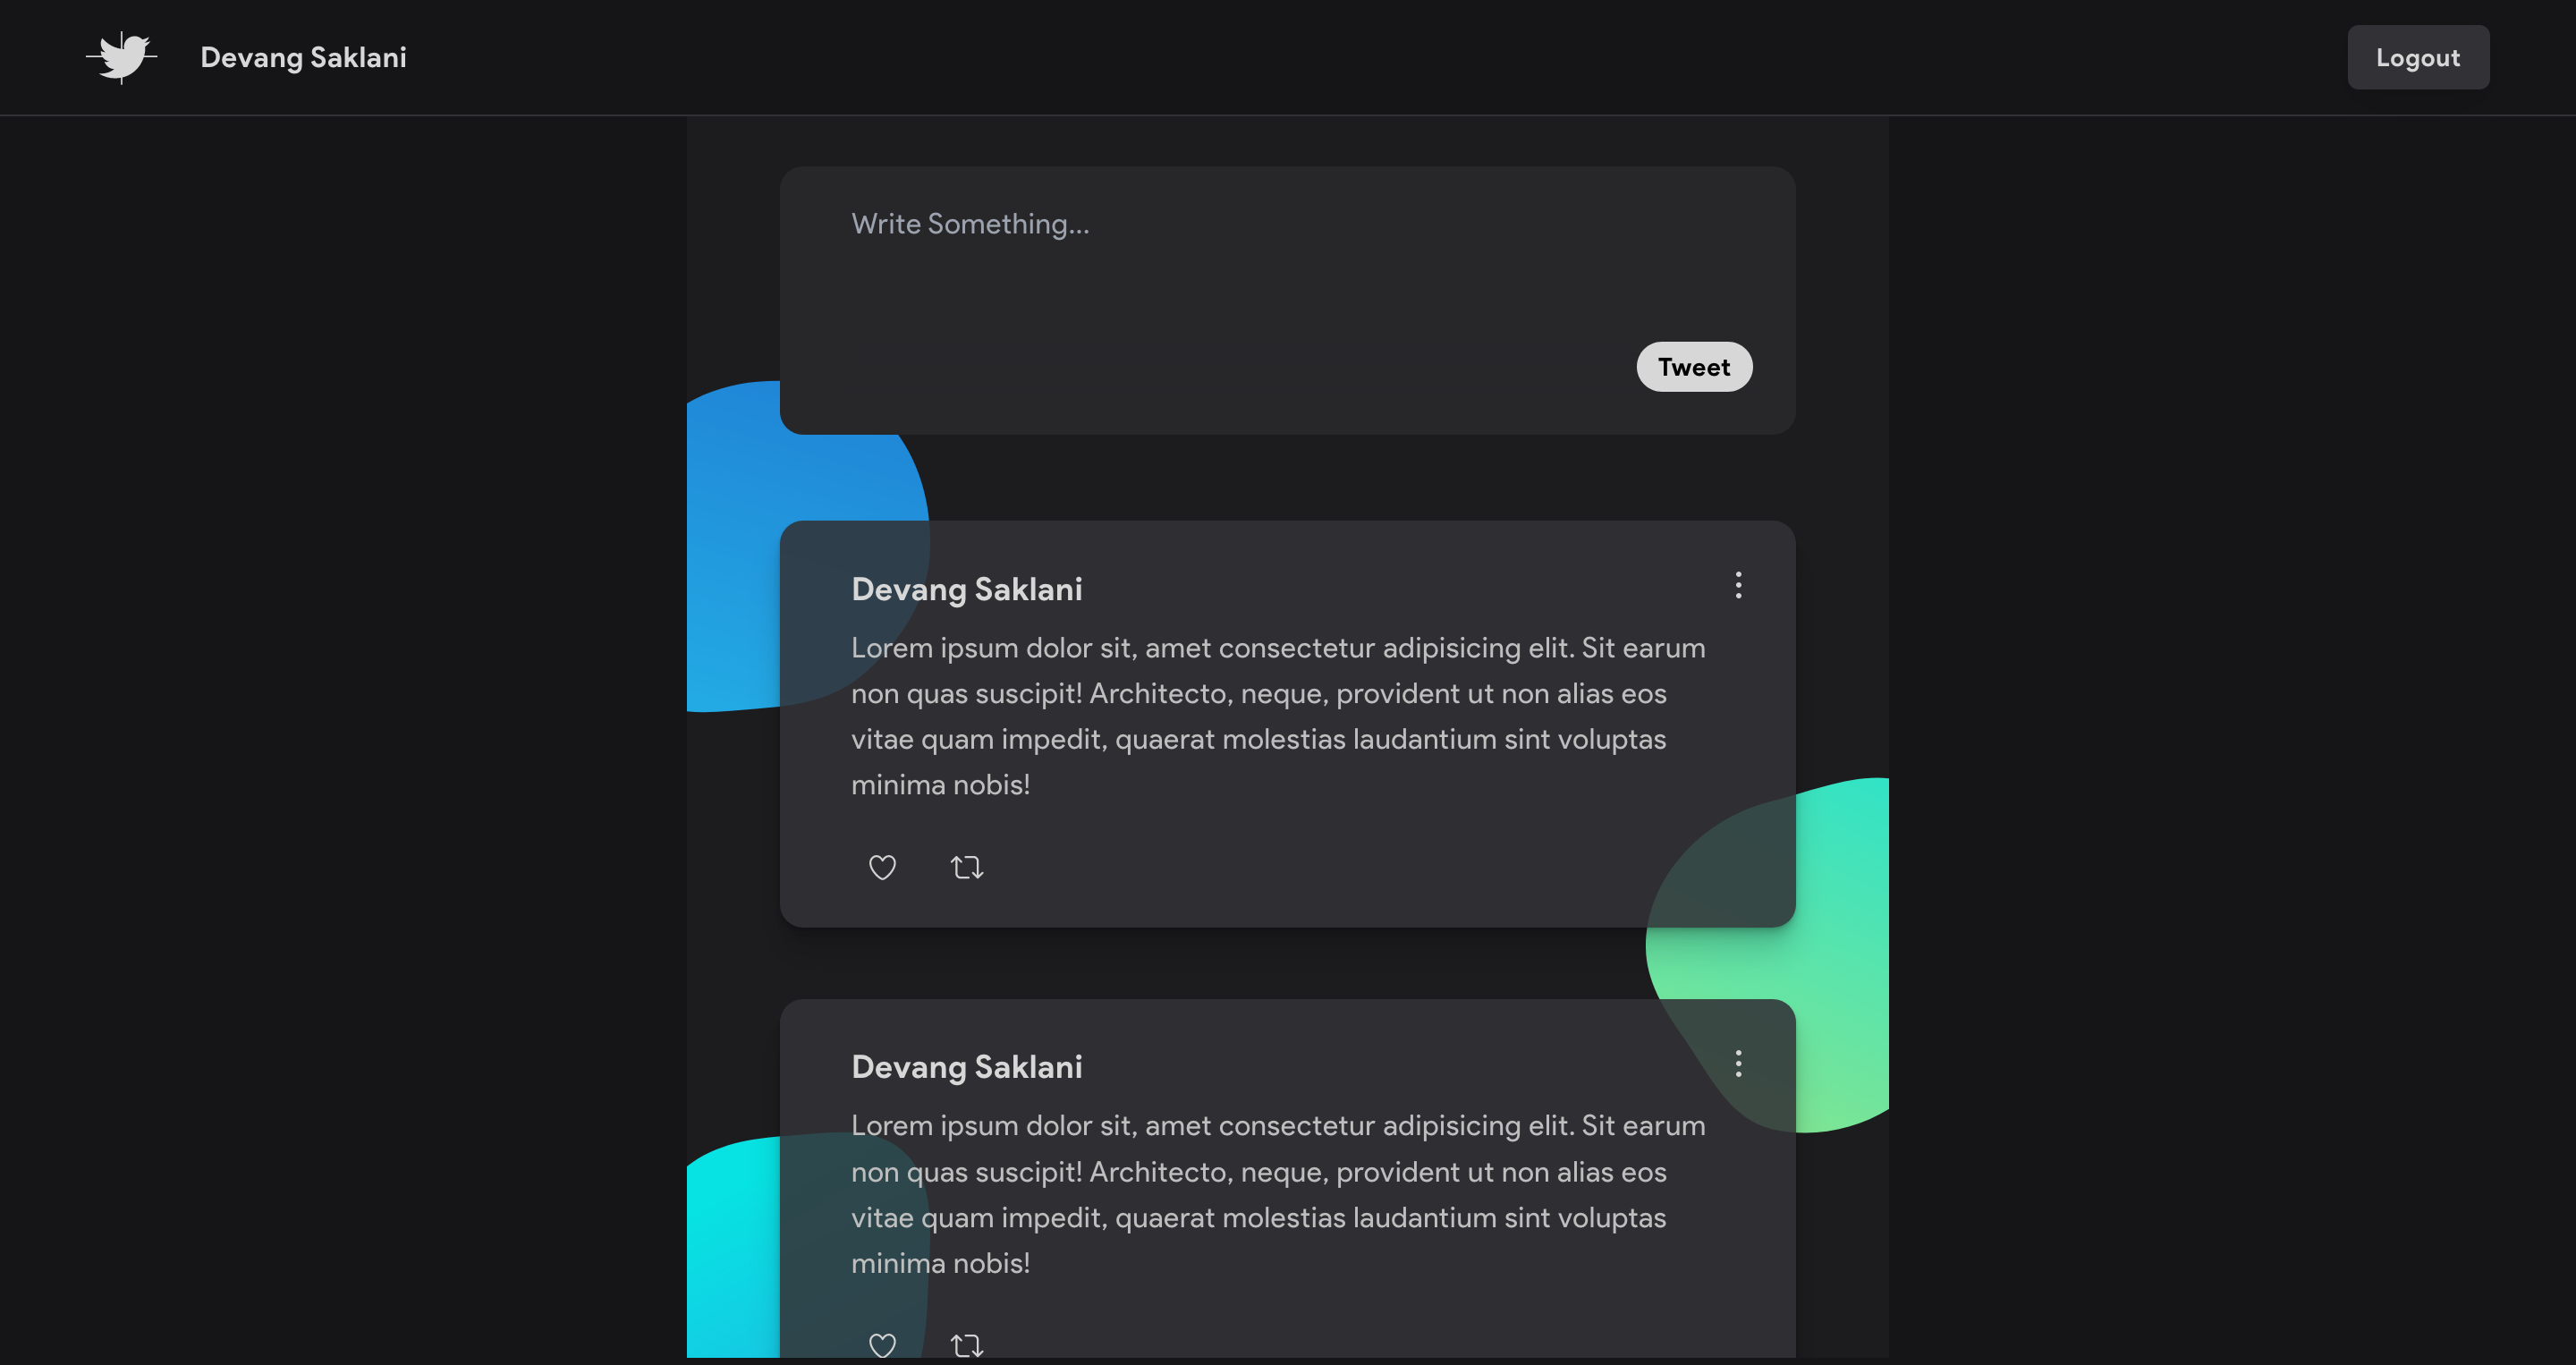 Devang Saklani
Logout
Write Something...
Tweet
Devang Saklani
Lorem ipsum dolor sit, amet consectetur adipisicing elit. Sit earum
non quas suscipit! Architecto, neque, provident ut non alias eos
vitae quam impedit, quaerat molestias laudantium sint voluptas
minima nobis!
Devang Saklani
Lorem ipsum dolor sit, amet consectetur adipisicing elit. Sit earum
non quas suscipit! Architecto, neque, provident ut non alias eos
vitae quam impedit, quaerat molestias laudantium sint voluptas
minima nobis!